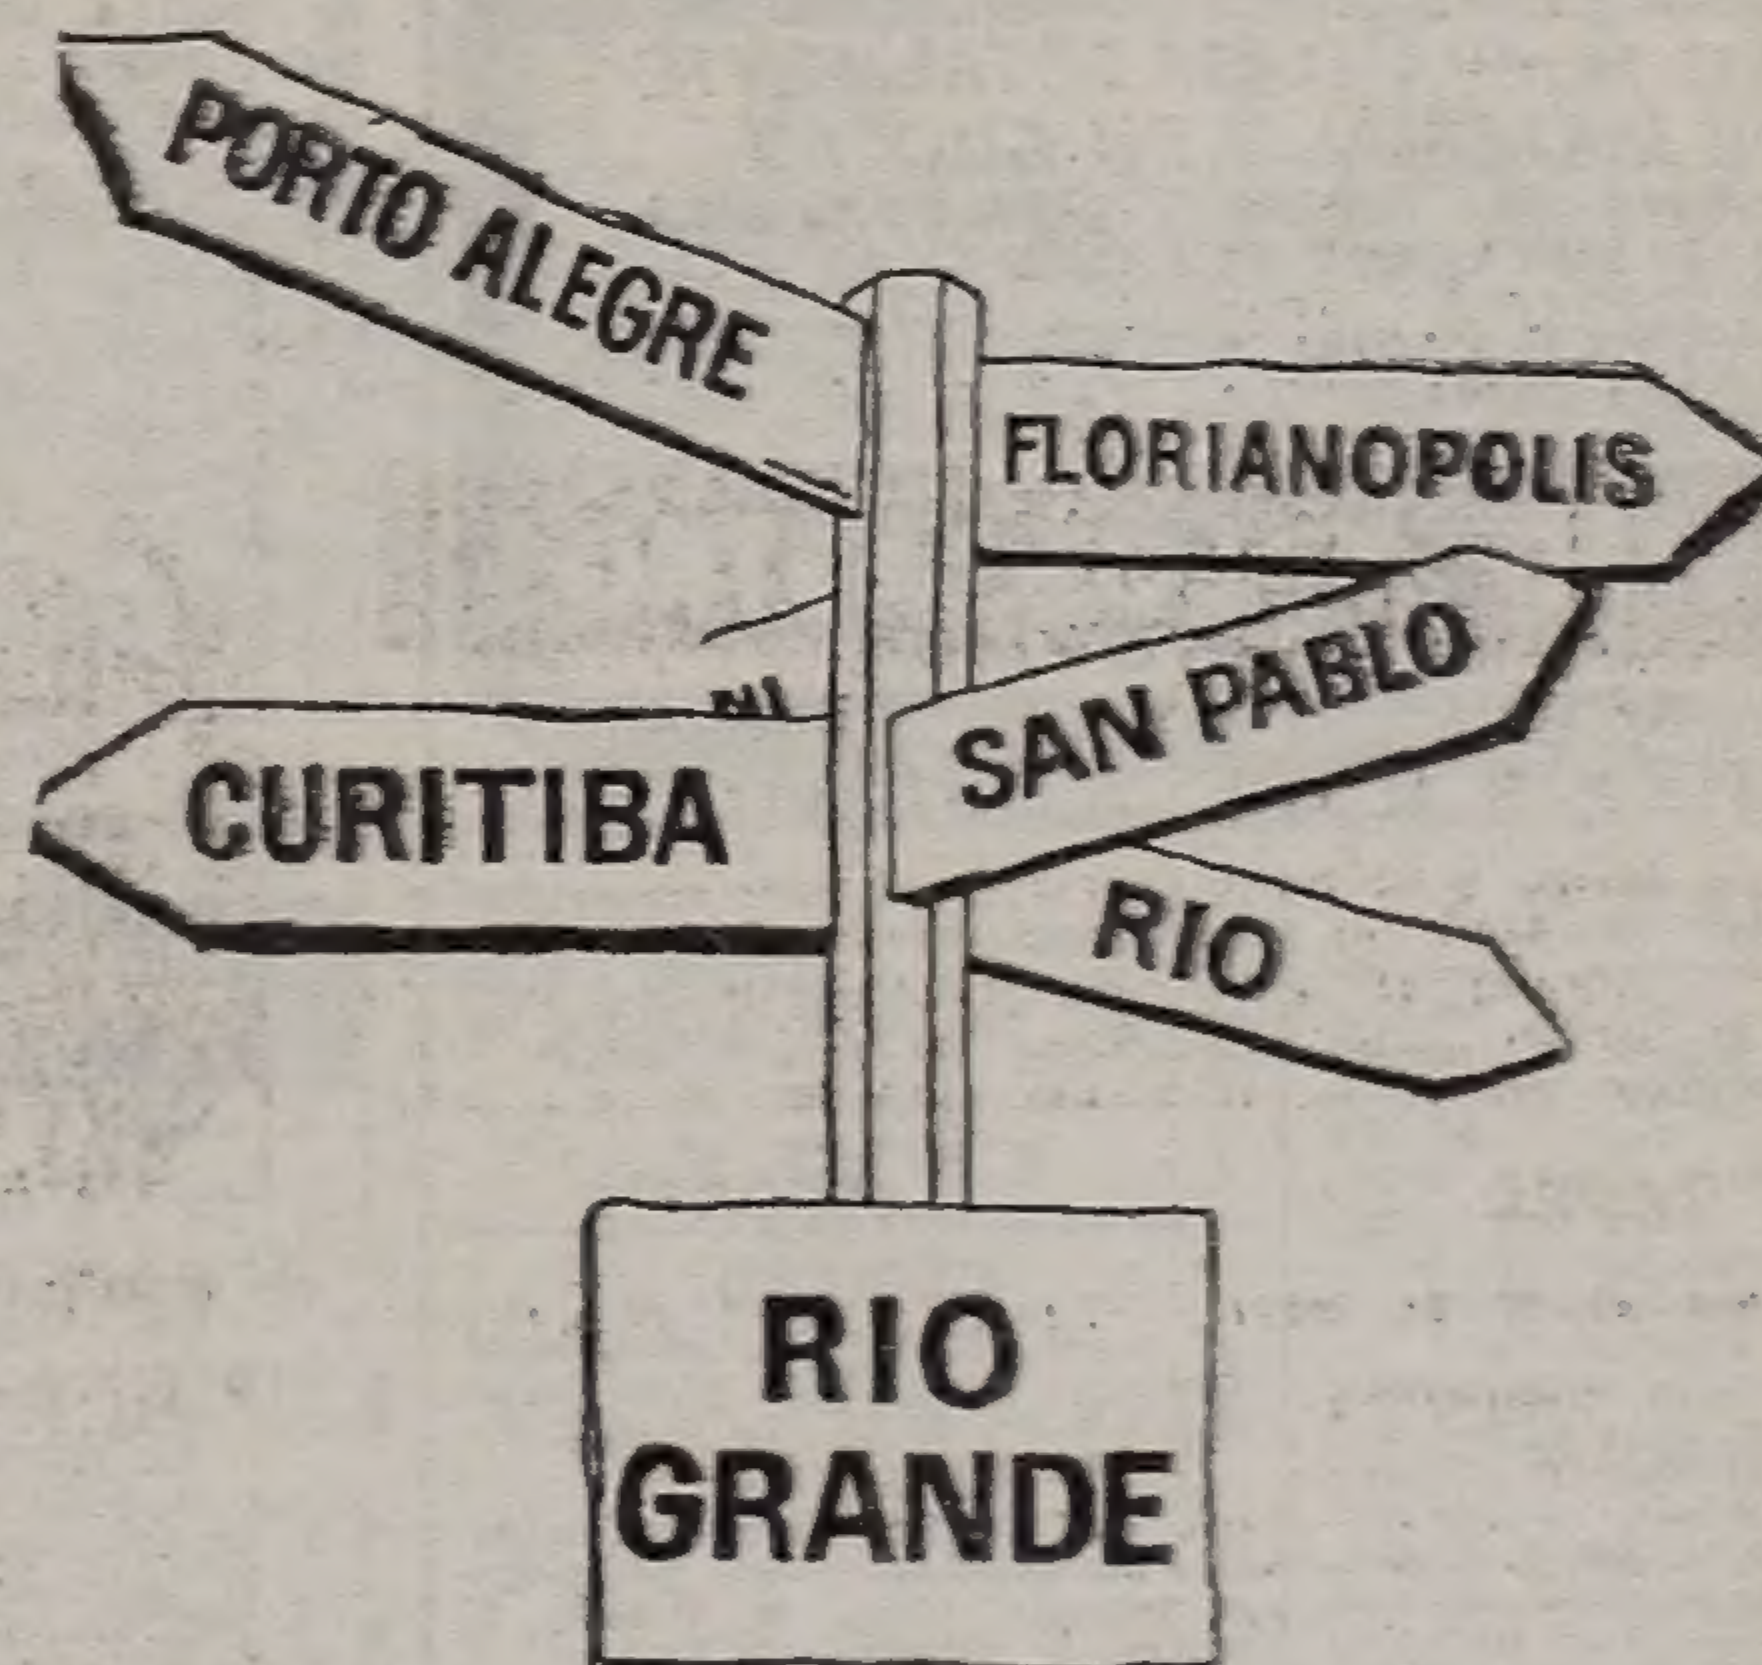 PORTO ALEGRE
FLORIANOPOLIS
SAN PABLO
CURITIBA
RIO
RIO
GRANDE